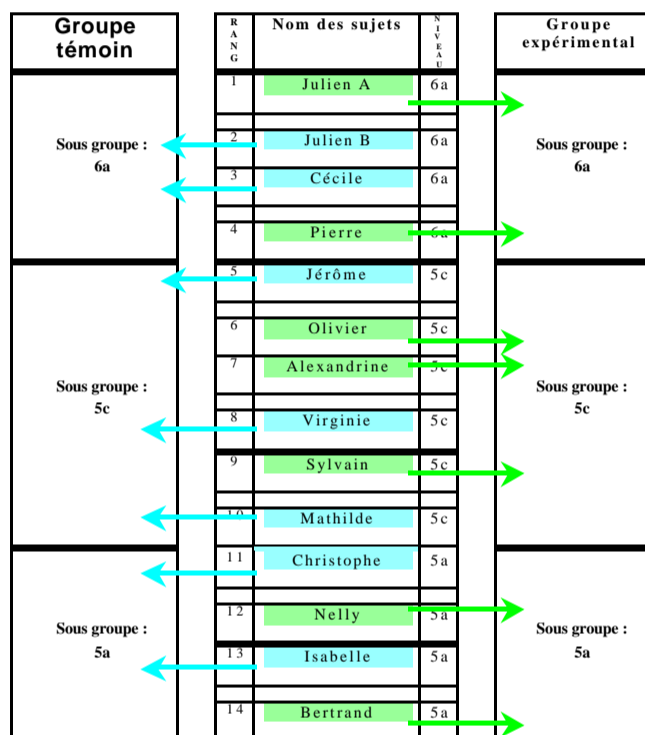 Groupe
témoin
RANG
Nom des sujets
NIVEAU
Groupe
expérimental
1 Julien A 6a
2 Julien B 6a
3 Cécile 6a
4 Pierre 6a
Sous groupe :
6a
Sous groupe :
6a
5 Jérôme 5c
6 Olivier 5c
7 Alexandrine 5c
8 Virginie 5c
9 Sylvain 5c
10 Mathilde 5c
Sous groupe :
5c
Sous groupe :
5c
11 Christophe 5a
12 Nelly 5a
13 Isabelle 5a
14 Bertrand 5a
Sous groupe :
5a
Sous groupe :
5a